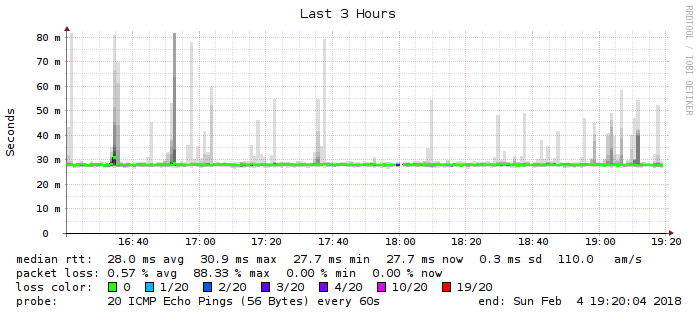 Last 3 Hours
RRDTOOL / TOBI OETIKER
Seconds
80 m
70 m
60 m
50 m
40 m
30 m
20 m
10 m
0
16:40 17:00 17:20 17:40 18:00 18:20 18:40 19:00 19:20
median rtt: 28.0 ms avg 30.9 ms max 27.7 ms min 27.7 ms now 0.3 ms sd 110.0 am/s
packet loss: 0.57 % avg 88.33 % max 0.00 % min 0.00 % now
loss color: 0 1/20 2/20 3/20 4/20 10/20 19/20
probe: 20 ICMP Echo Pings (56 Bytes) every 60s end: Sun Feb 4 19:20:04 2018